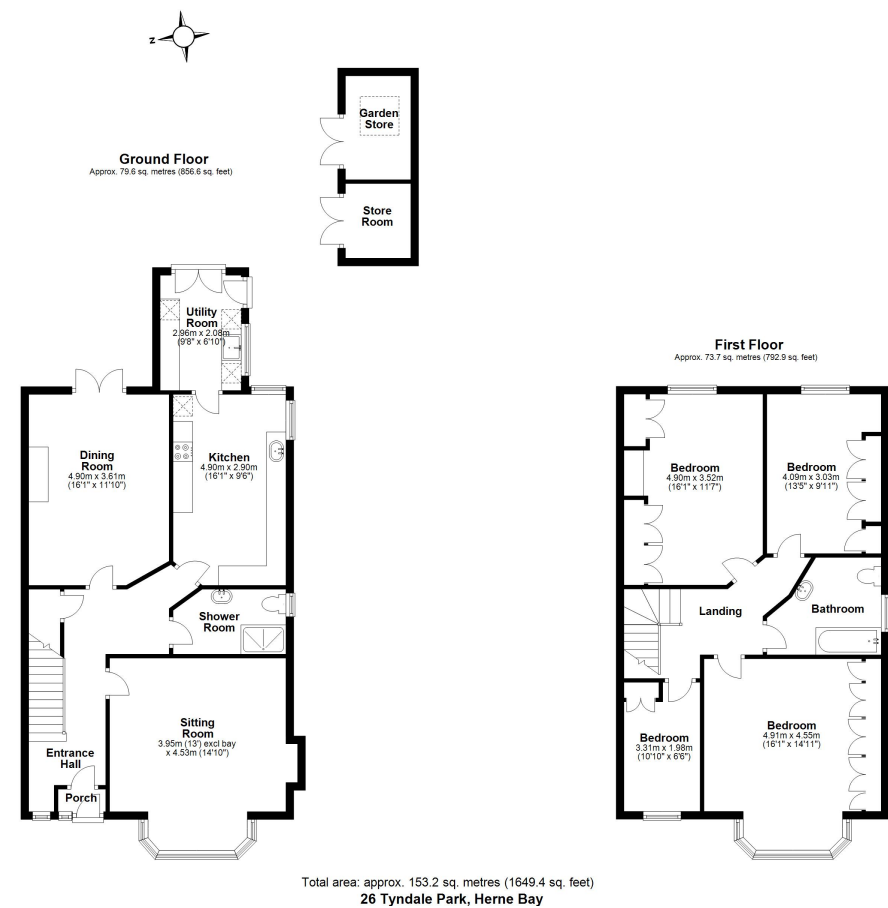 N
Garden
Store
Ground Floor
Approx. 79.6 sq. metres (856.6 sq. feet)
Store
Room
Utility
Room
2.96m x 2.08m
(9'8" x 6'10")
Dining
Room
4.90m x 3.61m
(16'1" x 11'10")
Kitchen
4.90m x 2.90m
(16'1" x 9'6")
Shower
Room
Sitting
Room
3.95m (13') excl bay
x 4.53m (14'10")
Entrance
Hall
Porch
First Floor
Approx. 73.7 sq. metres (792.9 sq. feet)
Bedroom
4.90m x 3.52m
(16'1" x 11'7")
Bedroom
4.09m x 3.03m
(13'5" x 9'11")
Landing
Bathroom
Bedroom
3.31m x 1.98m
(10'10" x 6'6")
Bedroom
4.91m x 4.55m
(16'1" x 14'11")
Total area: approx. 153.2 sq. metres (1649.4 sq. feet)
26 Tyndale Park, Herne Bay